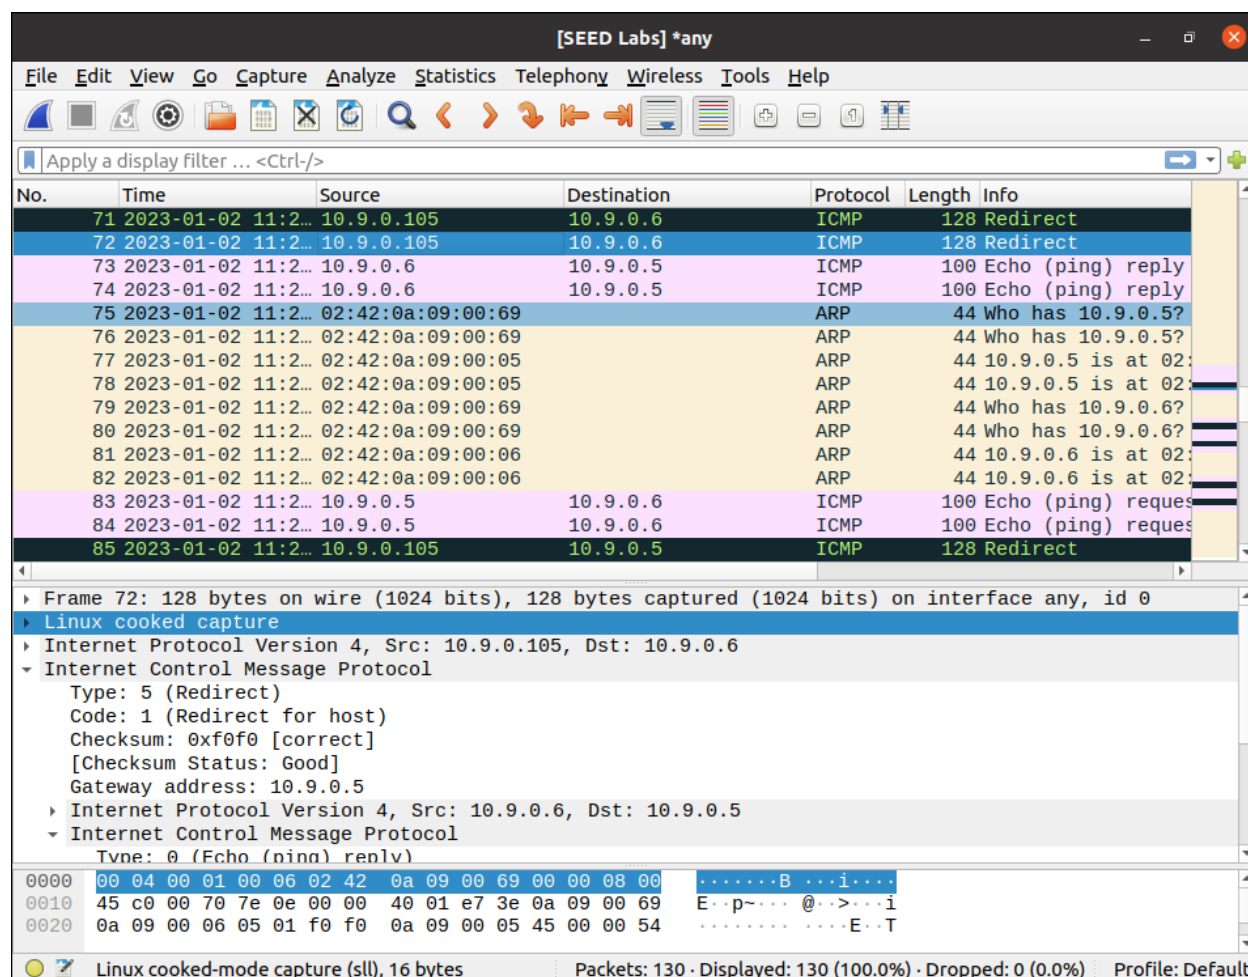 [SEED Labs] *any
File Edit View Go Capture Analyze Statistics Telephony Wireless Tools Help
Apply a display filter … <Ctrl-/>
No. Time Source Destination Protocol Length Info
71 2023-01-02 11:2… 10.9.0.105 10.9.0.6 ICMP 128 Redirect
72 2023-01-02 11:2… 10.9.0.105 10.9.0.6 ICMP 128 Redirect
73 2023-01-02 11:2… 10.9.0.6 10.9.0.5 ICMP 100 Echo (ping) reply
74 2023-01-02 11:2… 10.9.0.6 10.9.0.5 ICMP 100 Echo (ping) reply
75 2023-01-02 11:2… 02:42:0a:09:00:69 ARP 44 Who has 10.9.0.5?
76 2023-01-02 11:2… 02:42:0a:09:00:69 ARP 44 Who has 10.9.0.5?
77 2023-01-02 11:2… 02:42:0a:09:00:05 ARP 44 10.9.0.5 is at 02:
78 2023-01-02 11:2… 02:42:0a:09:00:05 ARP 44 10.9.0.5 is at 02:
79 2023-01-02 11:2… 02:42:0a:09:00:69 ARP 44 Who has 10.9.0.6?
80 2023-01-02 11:2… 02:42:0a:09:00:69 ARP 44 Who has 10.9.0.6?
81 2023-01-02 11:2… 02:42:0a:09:00:06 ARP 44 10.9.0.6 is at 02:
82 2023-01-02 11:2… 02:42:0a:09:00:06 ARP 44 10.9.0.6 is at 02:
83 2023-01-02 11:2… 10.9.0.5 10.9.0.6 ICMP 100 Echo (ping) reques
84 2023-01-02 11:2… 10.9.0.5 10.9.0.6 ICMP 100 Echo (ping) reques
85 2023-01-02 11:2… 10.9.0.105 10.9.0.5 ICMP 128 Redirect
Frame 72: 128 bytes on wire (1024 bits), 128 bytes captured (1024 bits) on interface any, id 0
Linux cooked capture
Internet Protocol Version 4, Src: 10.9.0.105, Dst: 10.9.0.6
Internet Control Message Protocol
Type: 5 (Redirect)
Code: 1 (Redirect for host)
Checksum: 0xf0f0 [correct]
[Checksum Status: Good]
Gateway address: 10.9.0.5
Internet Protocol Version 4, Src: 10.9.0.6, Dst: 10.9.0.5
Internet Control Message Protocol
Type: 0 (Echo (ping) reply)
0000 00 04 00 01 00 06 02 42 0a 09 00 69 00 00 08 00 ·······B ···i····
0010 45 c0 00 70 7e 0e 00 00 40 01 e7 3e 0a 09 00 69 E··p~··· @··>···i
0020 0a 09 00 06 05 01 f0 f0 0a 09 00 05 45 00 00 54 ········ ····E··T
Linux cooked-mode capture (sll), 16 bytes Packets: 130 · Displayed: 130 (100.0%) · Dropped: 0 (0.0%) Profile: Default